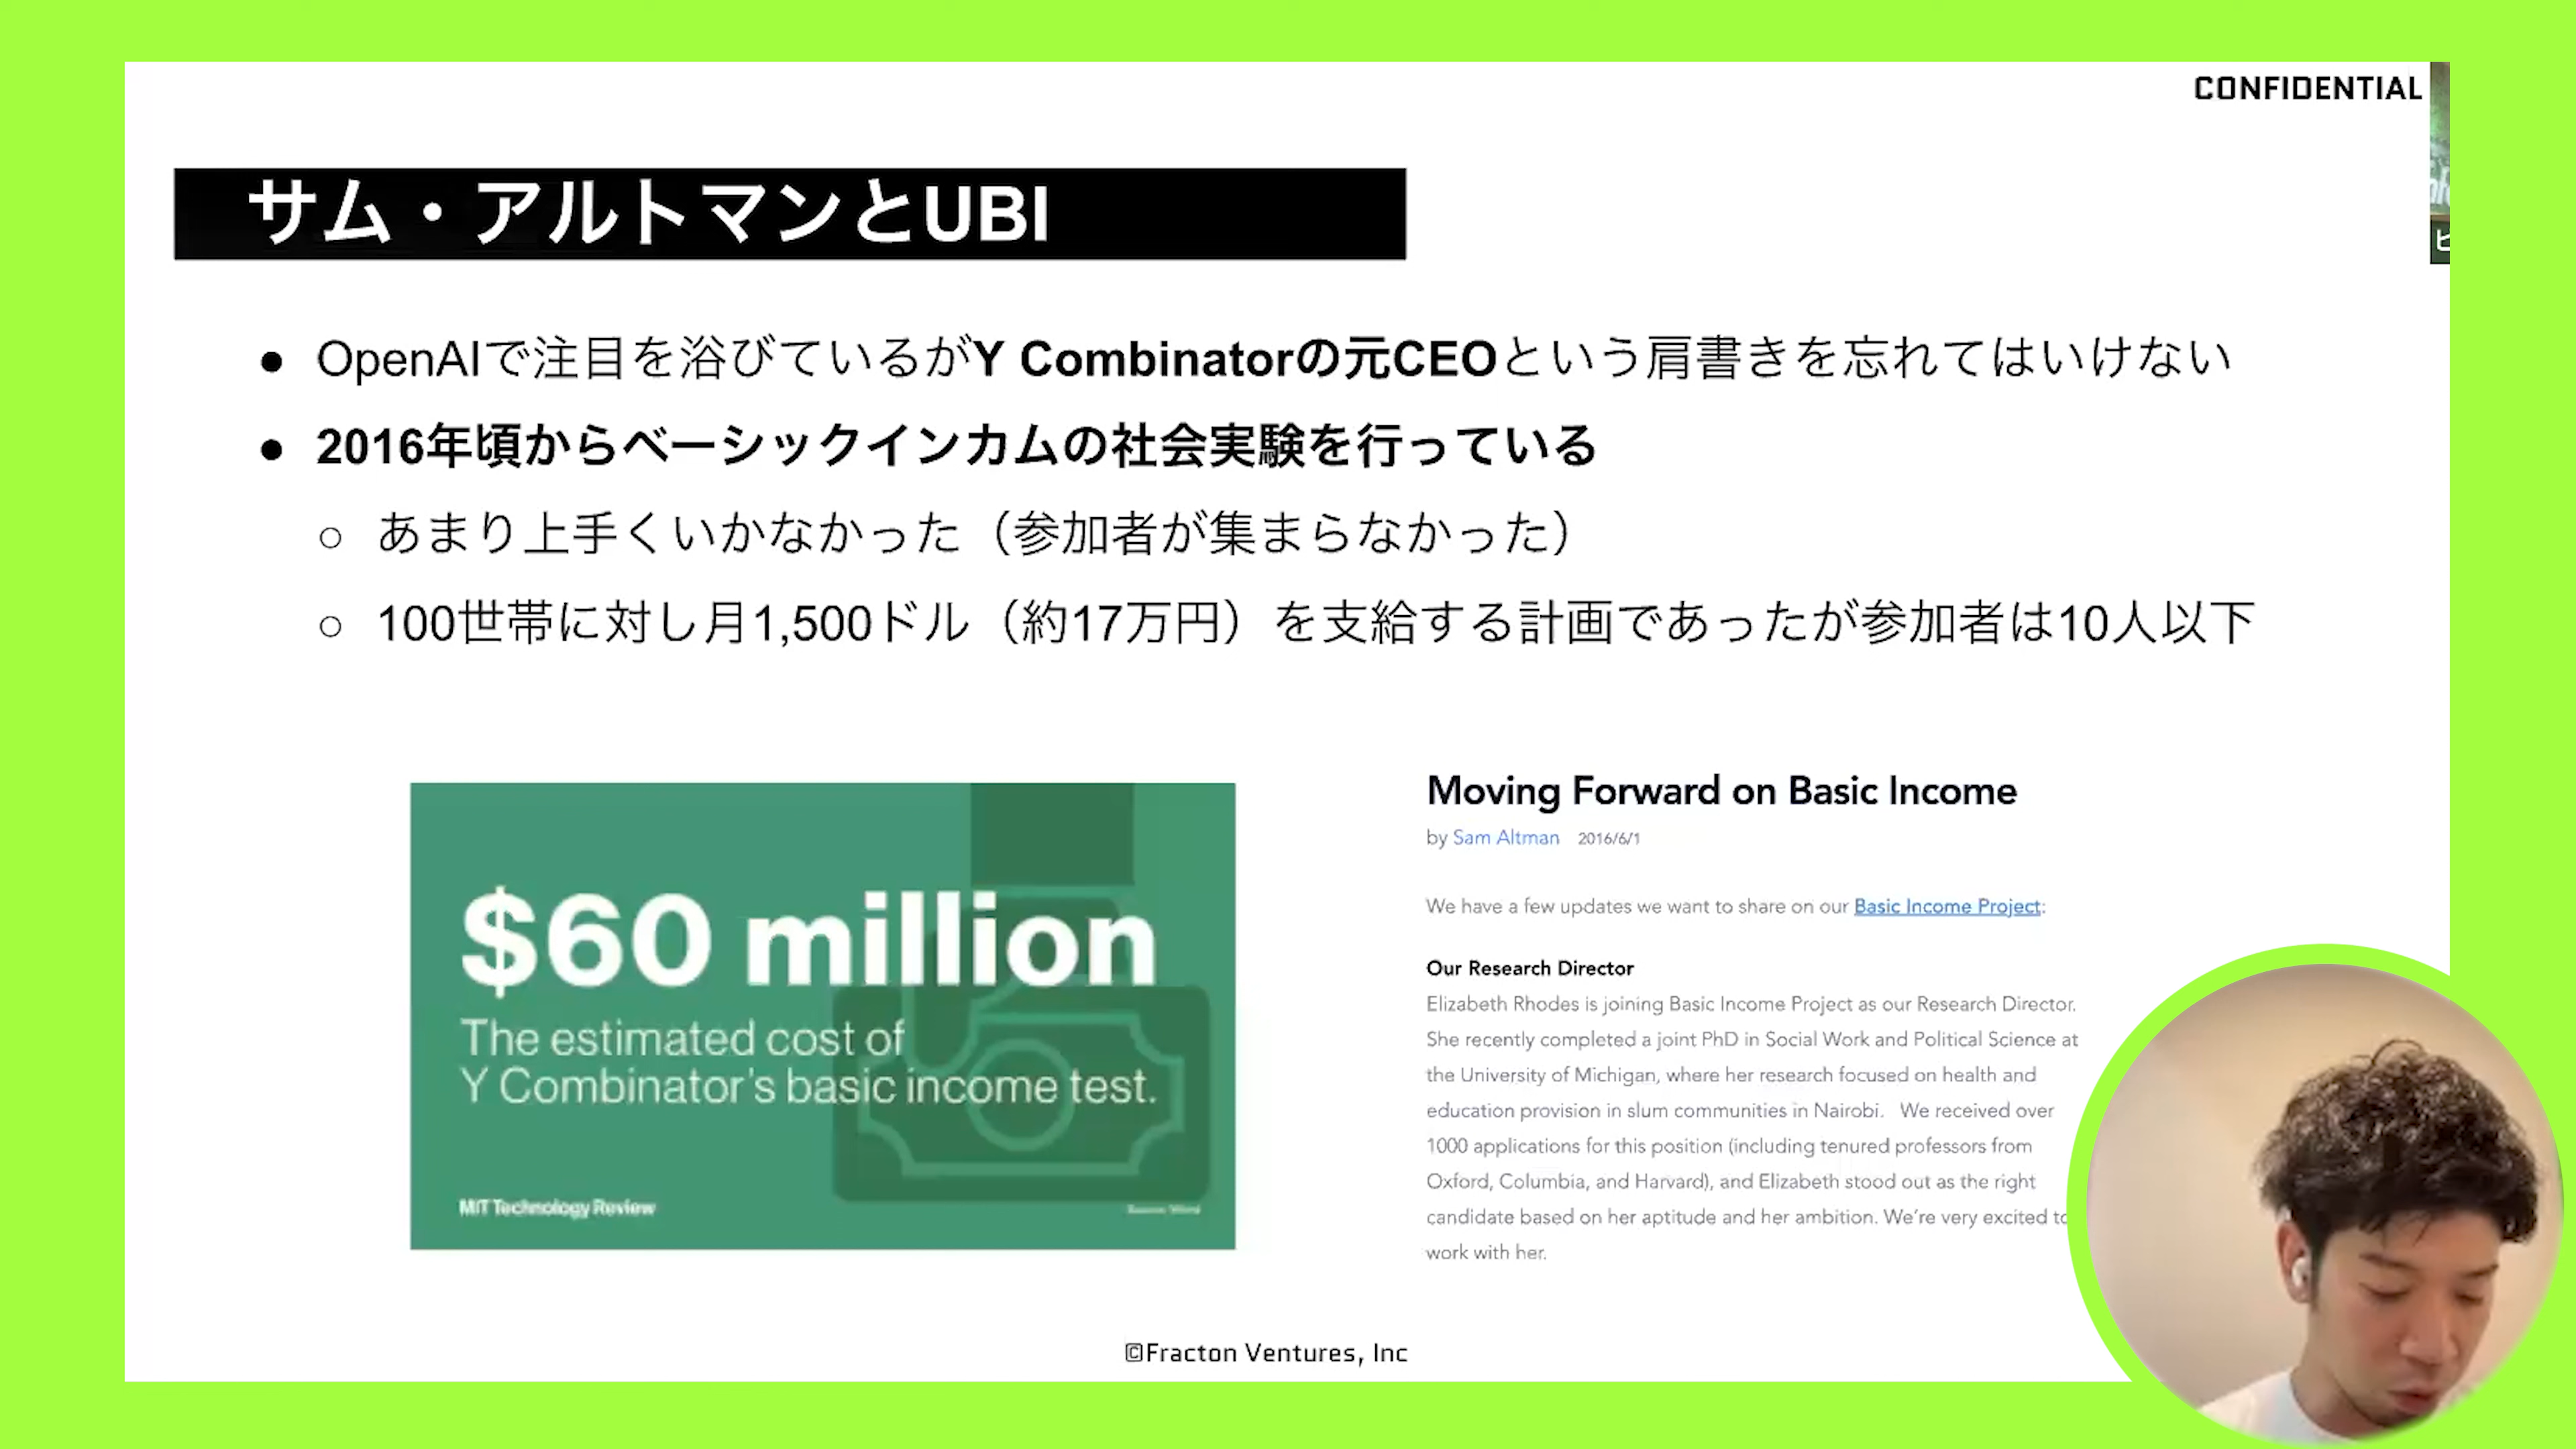 CONFIDENTIAL
サム・アルトマンとUBI
● OpenAIで注目を浴びているがY Combinatorの元CEOという肩書きを忘れてはいけない
● 2016年頃からベーシックインカムの社会実験を行っている
○ あまり上手くいかなかった（参加者が集まらなかった）
○ 100世帯に対し月1,500ドル（約17万円）を支給する計画であったが参加者は10人以下
$60 million
The estimated cost of
Y Combinator's basic income test.
MIT Technology Review
Moving Forward on Basic Income
by Sam Altman 2016/6/1
We have a few updates we want to share on our Basic Income Project:
Our Research Director
Elizabeth Rhodes is joining Basic Income Project as our Research Director.
She recently completed a joint PhD in Social Work and Political Science at
the University of Michigan, where her research focused on health and
education provision in slum communities in Nairobi. We received over
1000 applications for this position (including tenured professors from
Oxford, Columbia, and Harvard), and Elizabeth stood out as the right
candidate based on her aptitude and her ambition. We're very excited to
work with her.
©Fracton Ventures, Inc